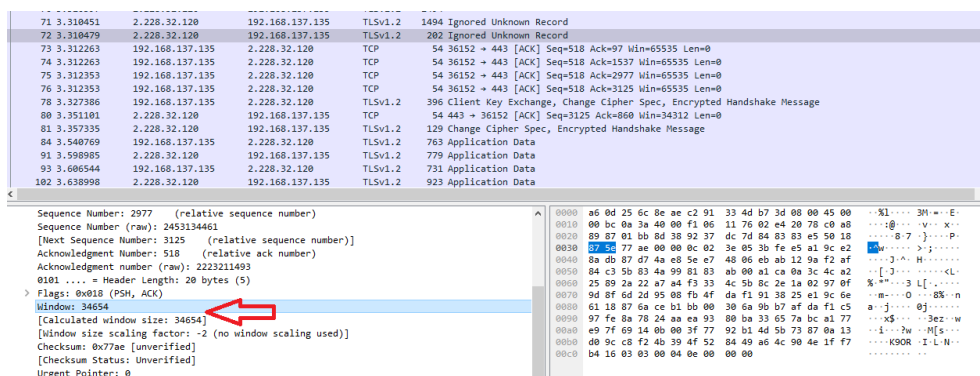 71 3.310451 2.228.32.120 192.168.137.135 TLSv1.2 1494 Ignored Unknown Record
72 3.310479 2.228.32.120 192.168.137.135 TLSv1.2 202 Ignored Unknown Record
73 3.312263 192.168.137.135 2.228.32.120 TCP 54 36152 → 443 [ACK] Seq=518 Ack=97 Win=65535 Len=0
74 3.312263 192.168.137.135 2.228.32.120 TCP 54 36152 → 443 [ACK] Seq=518 Ack=1537 Win=65535 Len=0
75 3.312353 192.168.137.135 2.228.32.120 TCP 54 36152 → 443 [ACK] Seq=518 Ack=2977 Win=65535 Len=0
76 3.312353 192.168.137.135 2.228.32.120 TCP 54 36152 → 443 [ACK] Seq=518 Ack=3125 Win=65535 Len=0
78 3.327386 192.168.137.135 2.228.32.120 TLSv1.2 396 Client Key Exchange, Change Cipher Spec, Encrypted Handshake Message
80 3.351101 2.228.32.120 192.168.137.135 TCP 54 443 → 36152 [ACK] Seq=3125 Ack=860 Win=34312 Len=0
81 3.357335 2.228.32.120 192.168.137.135 TLSv1.2 129 Change Cipher Spec, Encrypted Handshake Message
84 3.540769 192.168.137.135 2.228.32.120 TLSv1.2 763 Application Data
91 3.598985 192.168.137.135 2.228.32.120 TLSv1.2 779 Application Data
93 3.606544 192.168.137.135 2.228.32.120 TLSv1.2 731 Application Data
102 3.638998 2.228.32.120 192.168.137.135 TLSv1.2 923 Application Data
Sequence Number: 2977 (relative sequence number)
Sequence Number (raw): 2453134461
[Next Sequence Number: 3125 (relative sequence number)]
Acknowledgment Number: 518 (relative ack number)
Acknowledgment number (raw): 2223211493
0101 .... = Header Length: 20 bytes (5)
Flags: 0x018 (PSH, ACK)
Window: 34654
[Calculated window size: 34654]
[Window size scaling factor: -2 (no window scaling used)]
Checksum: 0x77ae [unverified]
[Checksum Status: Unverified]
Urgent Pointer: 0
0000 a6 0d 25 6c 8e ae c2 91 33 4d b7 3d 08 00 45 00 ··%l···· 3M·=··E·
0010 00 bc 0a 3a 40 00 f1 06 11 76 02 e4 20 78 c0 a8 ···:@··· ·v·· x··
0020 89 87 01 bb 8d 38 92 37 dc 7d 84 83 83 e5 50 18 ·····8·7 ·}····P·
0030 87 5e 77 ae 00 00 0c 02 3e 05 3b fe e5 a1 9c e2 ·^w····· >·;·····
0040 8a db 87 d7 4a e8 5e e7 48 06 eb ab 12 9a f2 af ····J·^· H·······
0050 84 c3 5b 83 4a 99 81 83 ab 00 a1 ca 0a 3c 4c a2 ··[·J··· ·····<L·
0060 25 89 2a 22 a7 a4 f3 33 4c 5b 8c 2e 1a 02 97 0f %·*"···3 L[·.····
0070 9d 8f 6d 2d 95 08 fb 4f da f1 91 38 25 e1 9c 6e ··m-···O ···8%··n
0080 61 18 87 6a ce b1 bb 00 30 6a 9b b7 af da f1 c5 a··j···· 0j······
0090 97 fe 8a 78 24 aa ea 93 80 ba 33 65 7a bc a1 77 ···x$··· ··3ez··w
00a0 e9 7f 69 14 0b 00 3f 77 92 b1 4d 5b 73 87 0a 13 ··i···?w ··M[s···
00b0 d0 9c c8 f2 4b 39 4f 52 84 49 a6 4c 90 4e 1f f7 ····K9OR ·I·L·N··
00c0 b4 16 03 03 00 04 0e 00 00 00 ········ ··